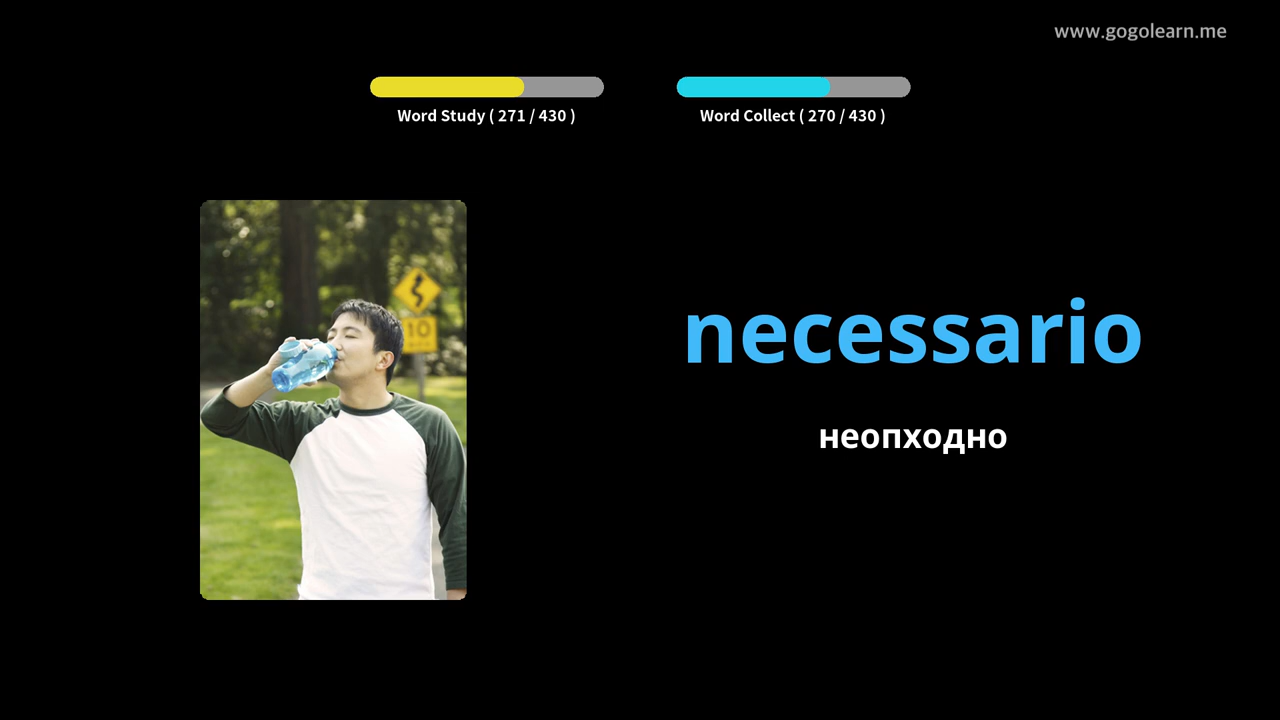 www.gogolearn.me
Word Study ( 271 / 430 )
Word Collect ( 270 / 430 )
10
necessario
неопходно